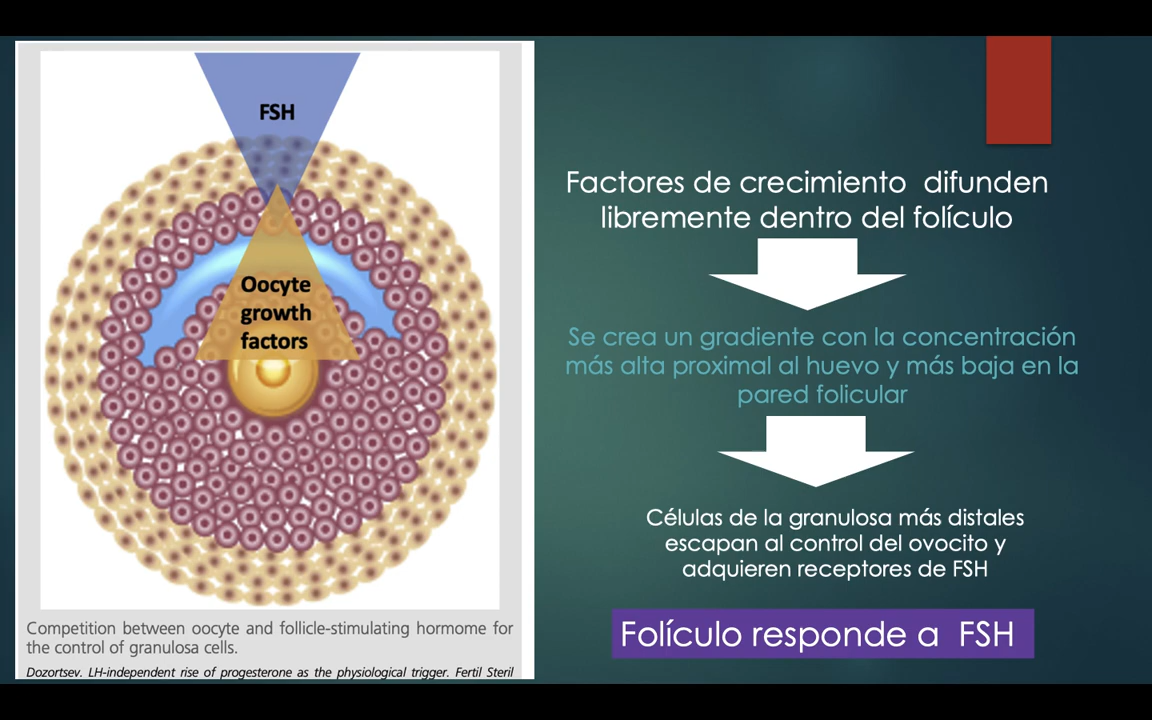 FSH
Oocyte
growth
factors
Competition between oocyte and follicle-stimulating hormome for
the control of granulosa cells.
Dozortsev. LH-independent rise of progesterone as the physiological trigger. Fertil Steril
Factores de crecimiento difunden
libremente dentro del folículo
Se crea un gradiente con la concentración
más alta proximal al huevo y más baja en la
pared folicular
Células de la granulosa más distales
escapan al control del ovocito y
adquieren receptores de FSH
Folículo responde a FSH